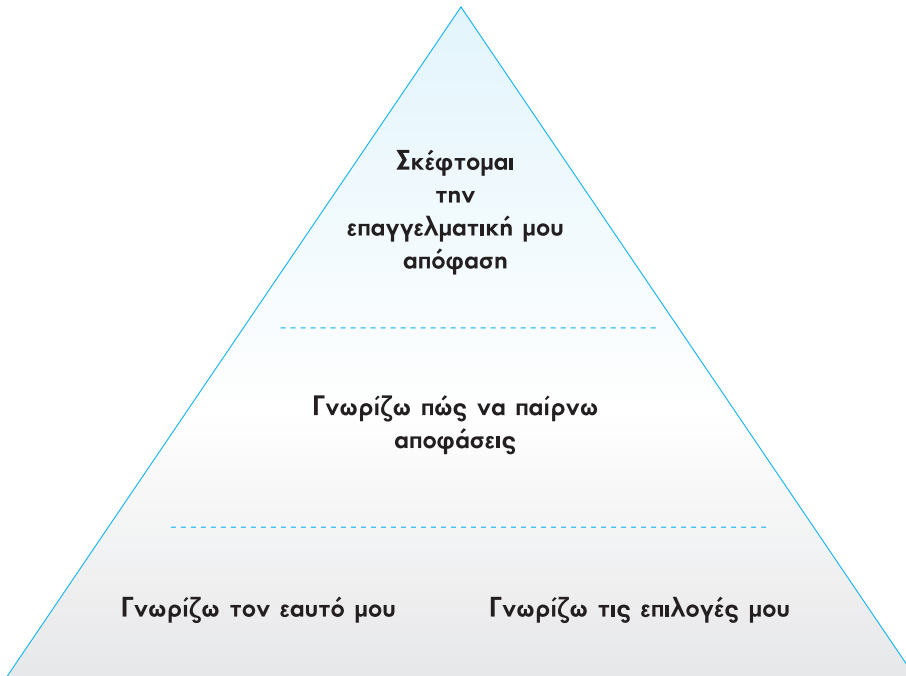 Σκέφτομαι
την
επαγγελματική μου
απόφαση
Γνωρίζω πώς να παίρνω
αποφάσεις
Γνωρίζω τον εαυτό μου
Γνωρίζω τις επιλογές μου